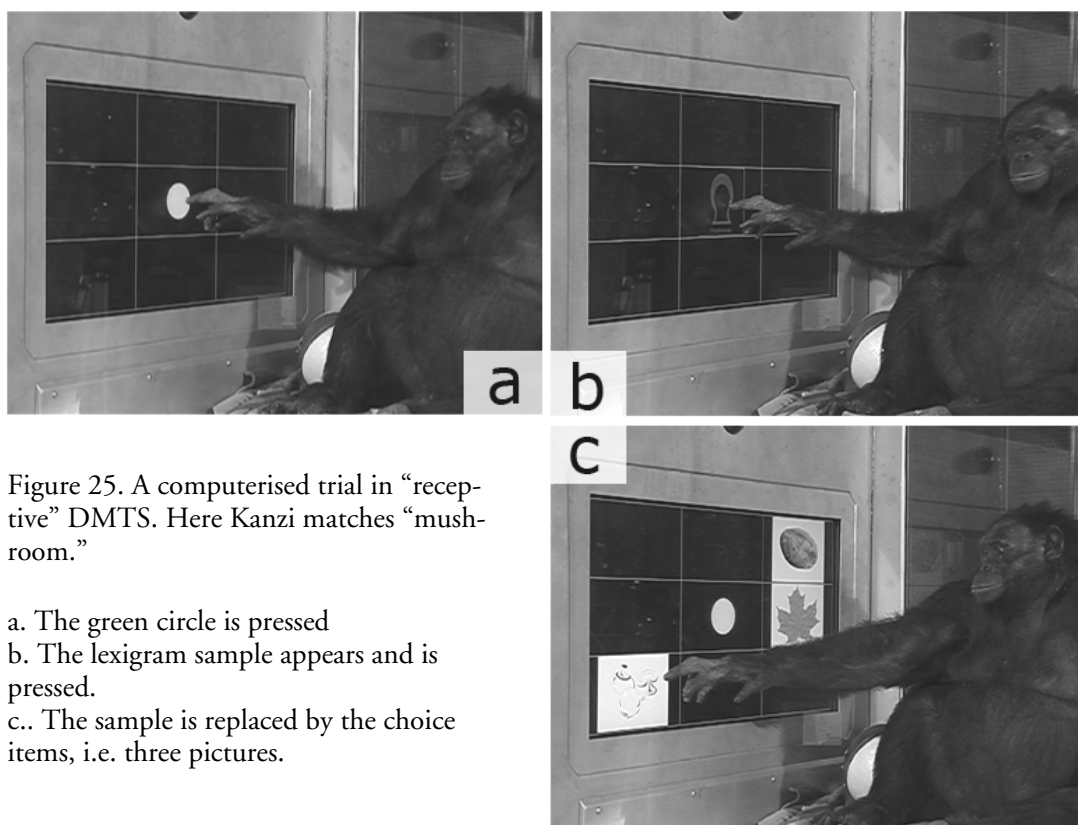 a
b
c
Figure 25. A computerised trial in “recep-
tive” DMTS. Here Kanzi matches “mush-
room.”
a. The green circle is pressed
b. The lexigram sample appears and is
pressed.
c.. The sample is replaced by the choice
items, i.e. three pictures.